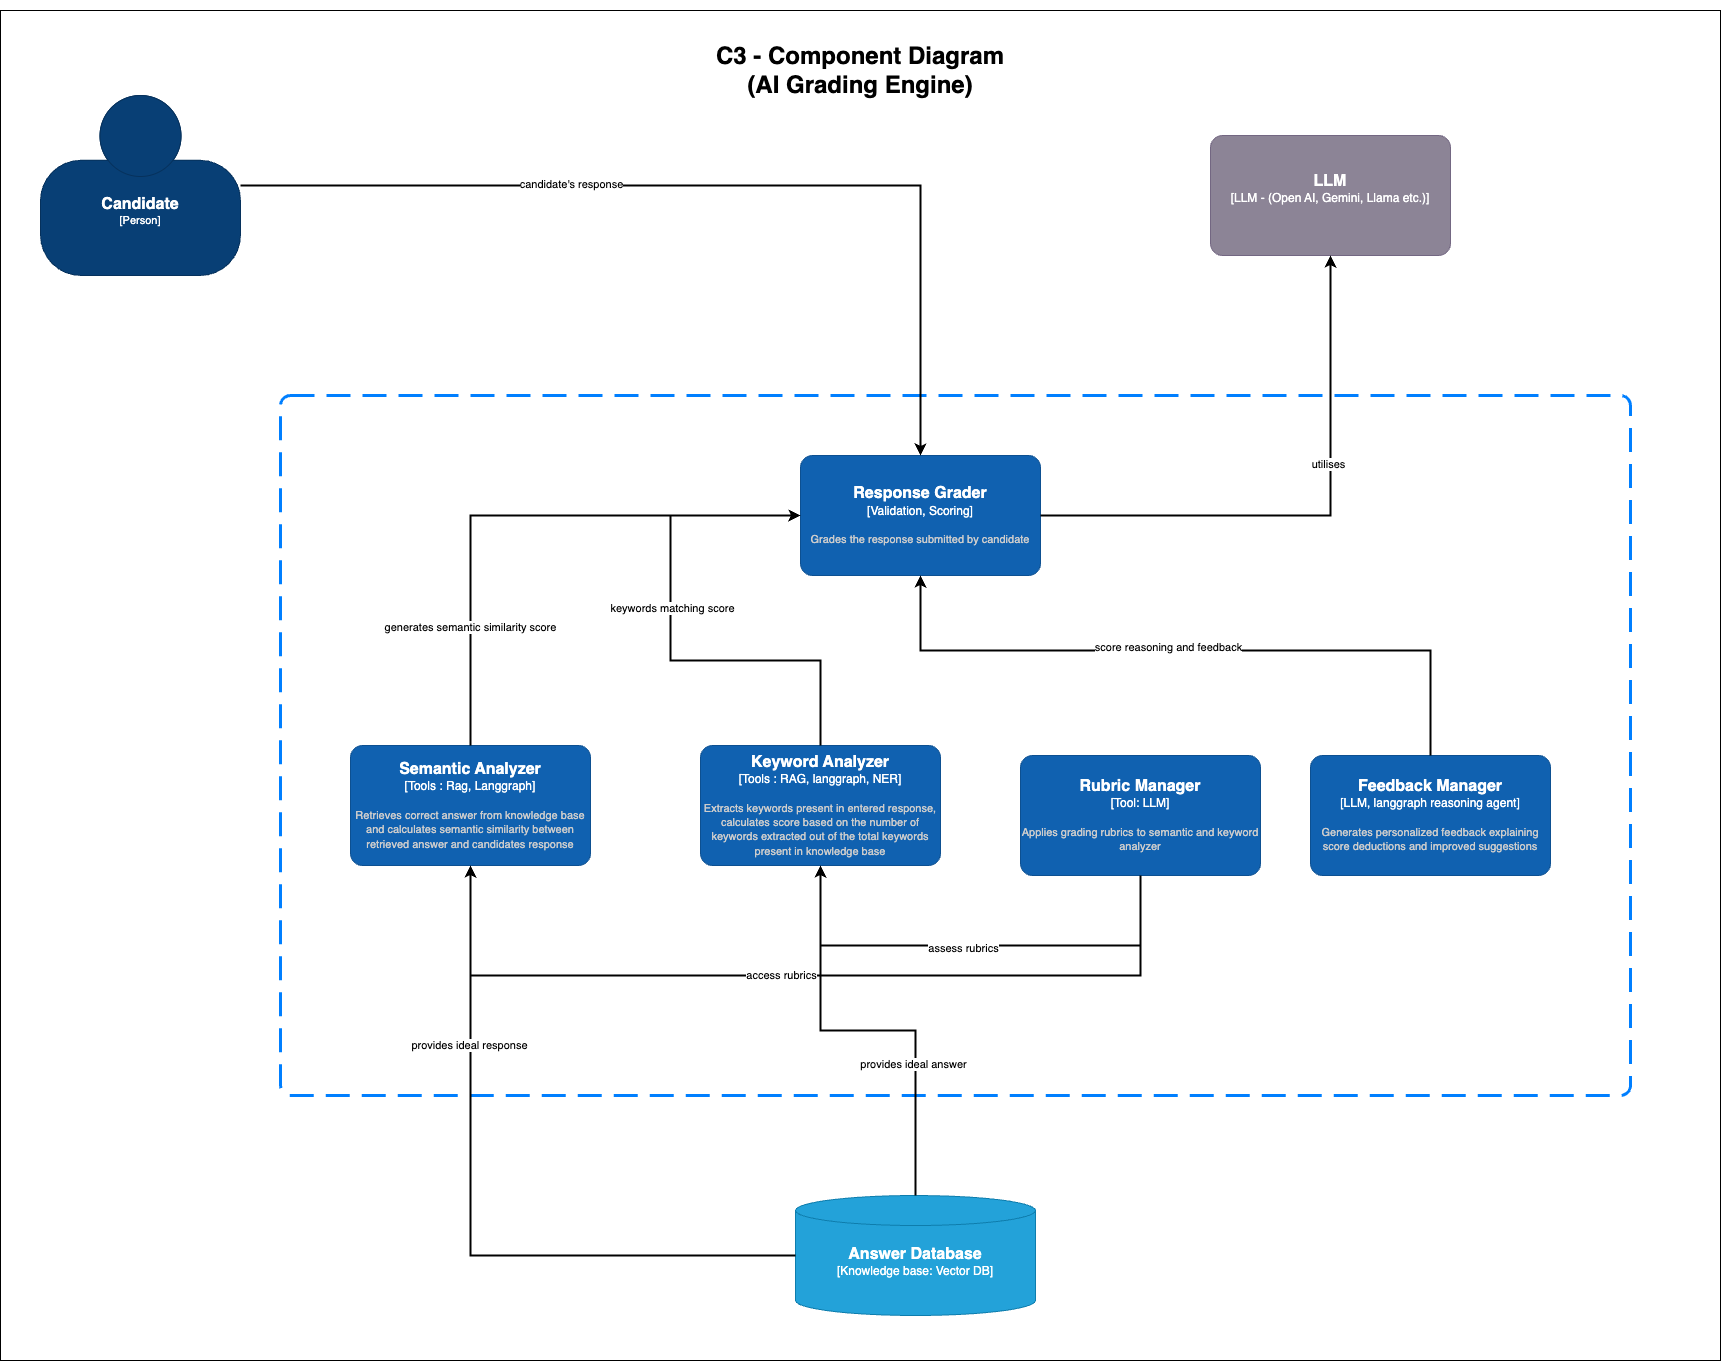 C3 - Component Diagram
(AI Grading Engine)
Candidate
[Person]
candidate's response
LLM
[LLM - (Open AI, Gemini, Llama etc.)]
utilises
Response Grader
[Validation, Scoring]
Grades the response submitted by candidate
keywords matching score
generates semantic similarity score
score reasoning and feedback
Semantic Analyzer
[Tools : Rag, Langgraph]
Retrieves correct answer from knowledge base
and calculates semantic similarity between
retrieved answer and candidates response
Keyword Analyzer
[Tools : RAG, langgraph, NER]
Extracts keywords present in entered response,
calculates score based on the number of
keywords extracted out of the total keywords
present in knowledge base
Rubric Manager
[Tool: LLM]
Applies grading rubrics to semantic and keyword
analyzer
Feedback Manager
[LLM, langgraph reasoning agent]
Generates personalized feedback explaining
score deductions and improved suggestions
assess rubrics
access rubrics
provides ideal response
provides ideal answer
Answer Database
[Knowledge base: Vector DB]